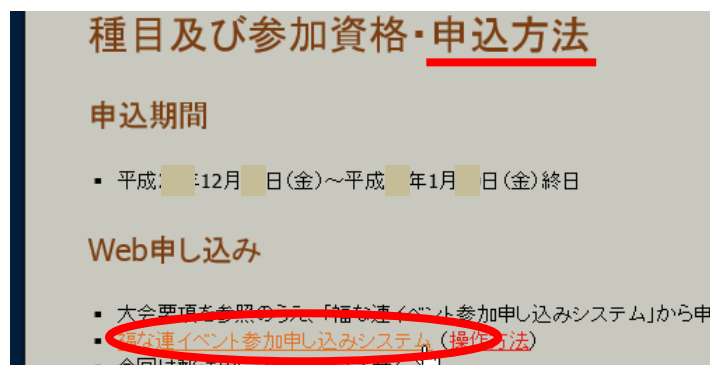 種目及び参加資格・申込方法
申込期間
平成 年12月 日(金)～平成 年1月 日(金)終日
Web申し込み
大会要項を参照のうえ、「福な連イベント参加申し込みシステム」から申
福な連イベント参加申し込みシステム (操作方法)